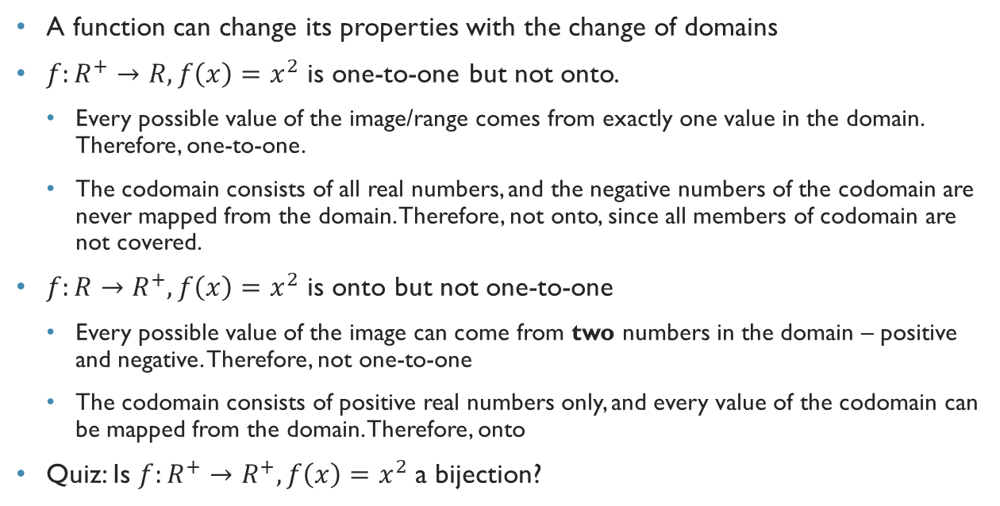 • A function can change its properties with the change of domains
• f: R⁺ → R, f(x) = x² is one-to-one but not onto.
• Every possible value of the image/range comes from exactly one value in the domain.
Therefore, one-to-one.
• The codomain consists of all real numbers, and the negative numbers of the codomain are
never mapped from the domain. Therefore, not onto, since all members of codomain are
not covered.
• f: R → R⁺, f(x) = x² is onto but not one-to-one
• Every possible value of the image can come from two numbers in the domain – positive
and negative. Therefore, not one-to-one
• The codomain consists of positive real numbers only, and every value of the codomain can
be mapped from the domain. Therefore, onto
• Quiz: Is f: R⁺ → R⁺, f(x) = x² a bijection?